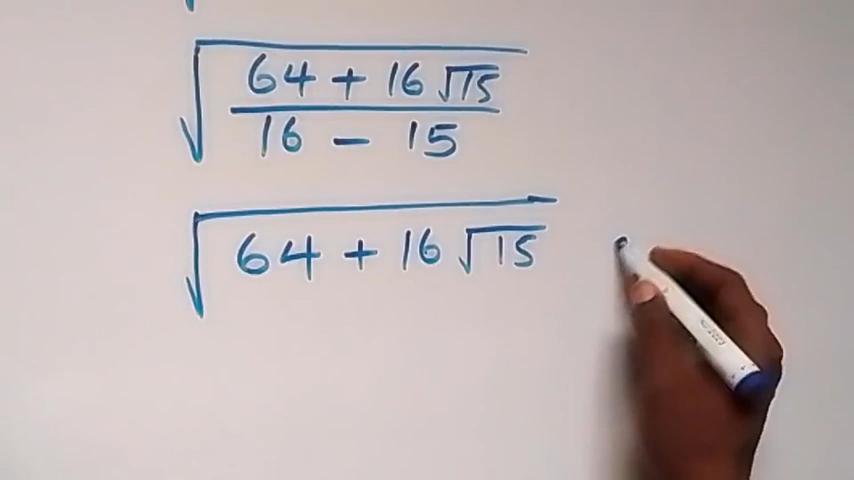 √(64 + 16√15
16 - 15)
√(64 + 16√15)